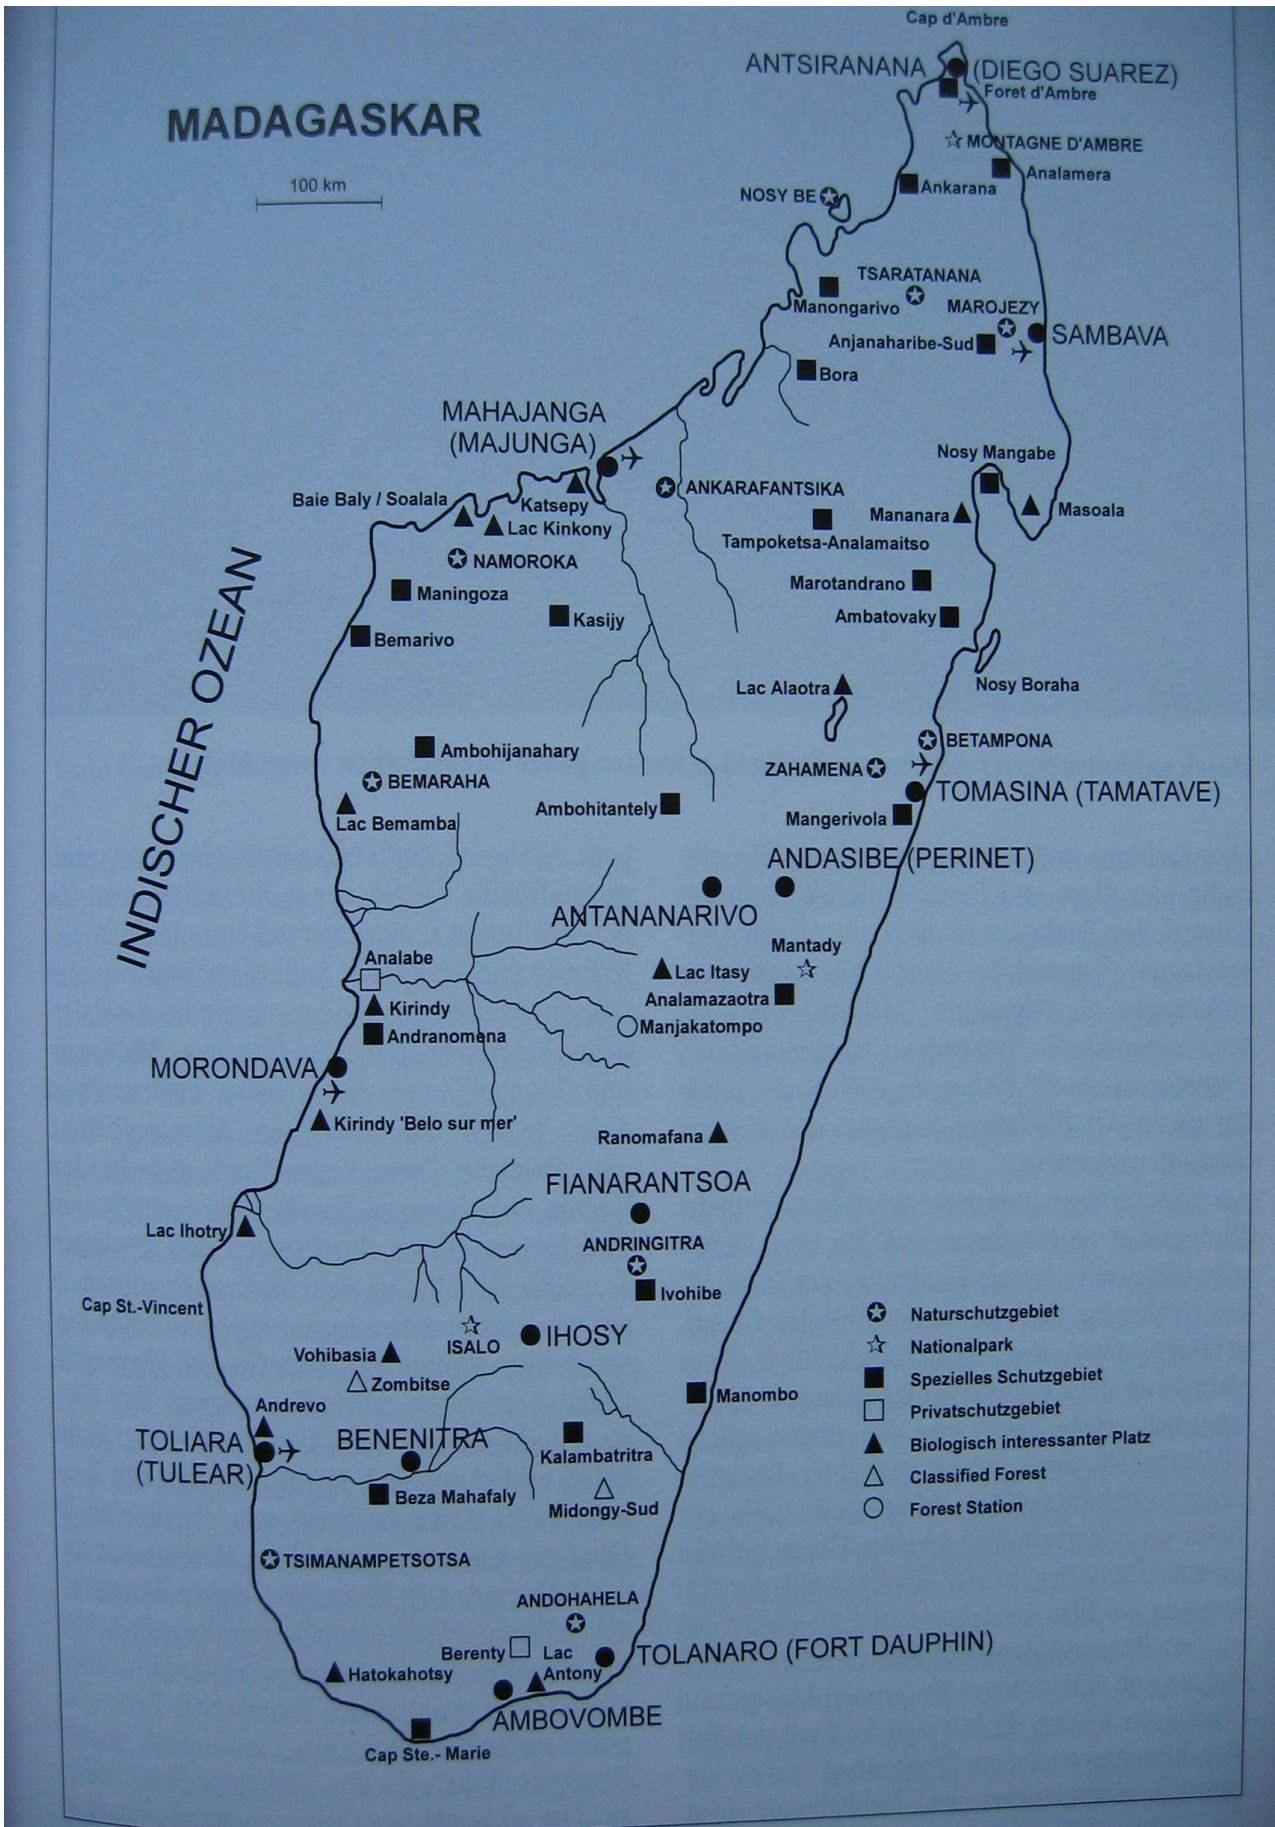 Cap d'Ambre
ANTSIRANANA
(DIEGO SUAREZ)
Foret d'Ambre
MADAGASKAR
100 km
MONTAGNE D'AMBRE
Analamera
Ankarana
NOSY BE
TSARATANANA
Manongarivo
MAROJEZY
SAMBAVA
Anjanaharibe-Sud
Bora
MAHAJANGA
(MAJUNGA)
Nosy Mangabe
Baie Baly / Soalala
Katsepy
ANKARAFANTSIKA
Lac Kinkony
Mananara
Masoala
Tampoketsa-Analamaitso
NAMOROKA
Maningoza
Marotandrano
Kasijy
Ambatovaky
Bemarivo
INDISCHER OZEAN
Lac Alaotra
Nosy Boraha
Ambohijanahary
BETAMPONA
BEMARAHA
ZAHAMENA
TOMASINA (TAMATAVE)
Lac Bemamba
Ambohitantely
Mangerivola
ANDASIBE (PERINET)
ANTANANARIVO
Mantady
Analabe
Lac Itasy
Analamazaotra
Kirindy
Manjakatompo
Andranomena
MORONDAVA
Kirindy 'Belo sur mer'
Ranomafana
FIANARANTSOA
Lac Ihotry
ANDRINGITRA
Ivohibe
Cap St.-Vincent
IHOSY
ISALO
Vohibasia
Zombitse
Manombo
Andrevo
TOLIARA
(TULEAR)
BENENITRA
Kalambatritra
Beza Mahafaly
Midongy-Sud
Naturschutzgebiet
Nationalpark
Spezielles Schutzgebiet
Privatschutzgebiet
Biologisch interessanter Platz
Classified Forest
Forest Station
TSIMANAMPETSOTSA
ANDOHAHELA
Berenty
Lac
Antony
TOLANARO (FORT DAUPHIN)
Hatokahotsy
AMBOVOMBE
Cap Ste.- Marie